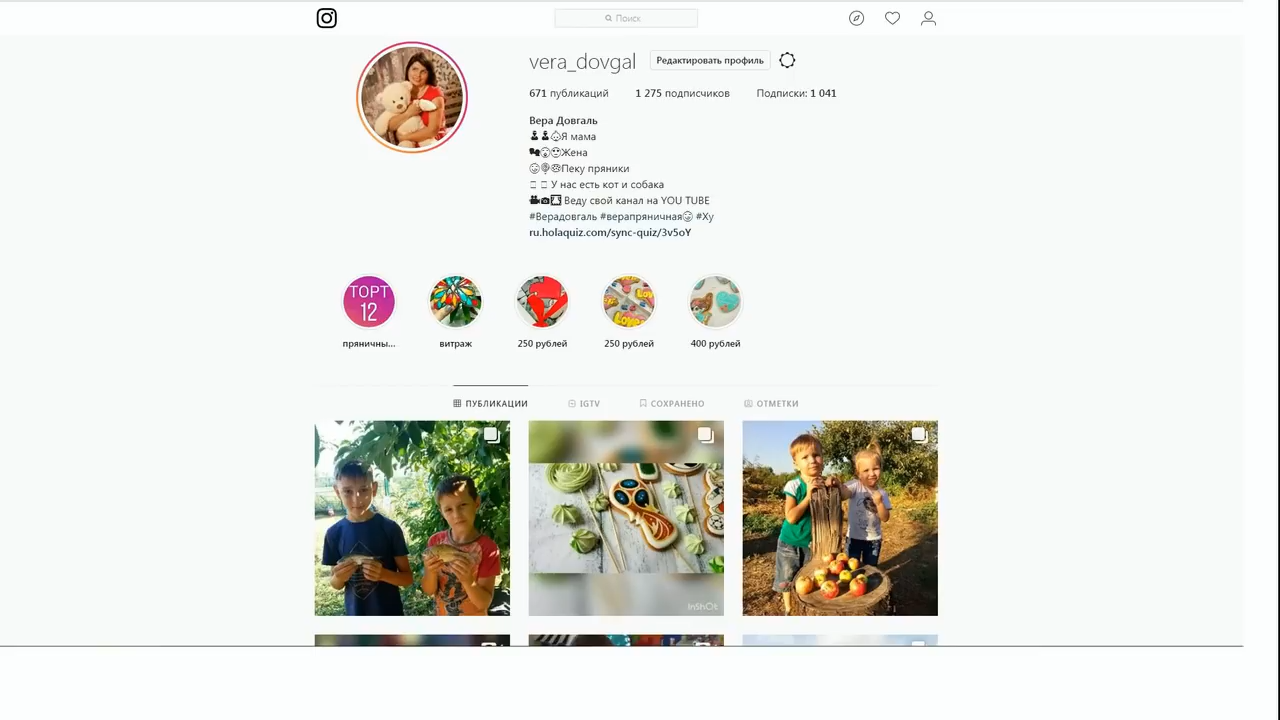 Поиск
vera_dovgal Редактировать профиль
671 публикаций 1 275 подписчиков Подписки: 1 041
Вера Довгаль
Я мама
Жена
Пеку пряники
У нас есть кот и собака
Веду свой канал на YOU TUBE
#Верадовгаль #верапряничная #Ху
ru.holaquiz.com/sync-quiz/3v5oY
ТОРТ
12
Love
Love
пряничны... витраж 250 рублей 250 рублей 400 рублей
ПУБЛИКАЦИИ IGTV СОХРАНЕНО ОТМЕТКИ
InShOt